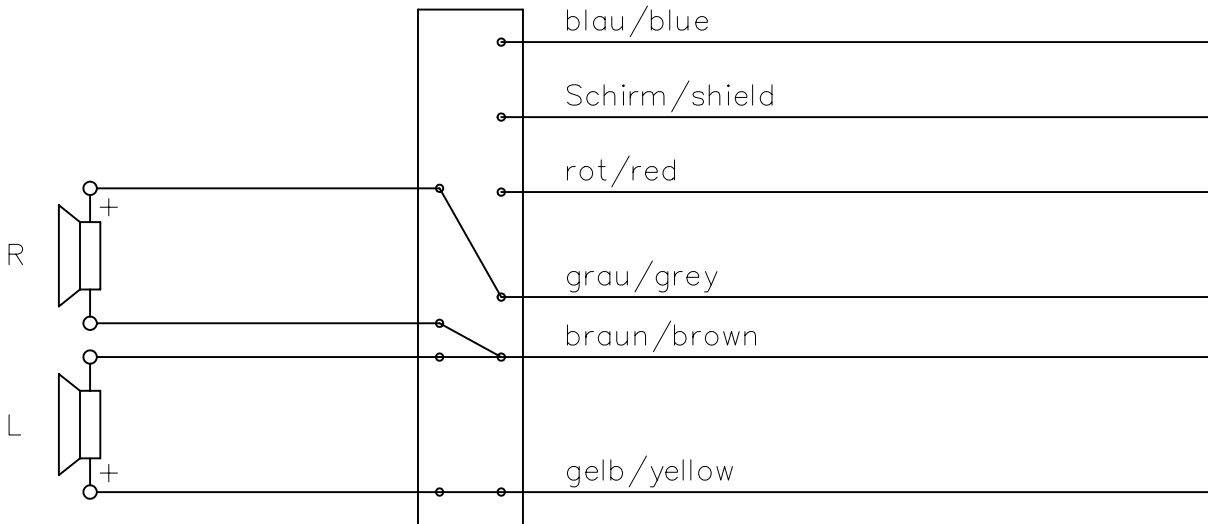 blau/blue
Schirm/shield
rot/red
+
R
grau/grey
braun/brown
L
+
gelb/yellow